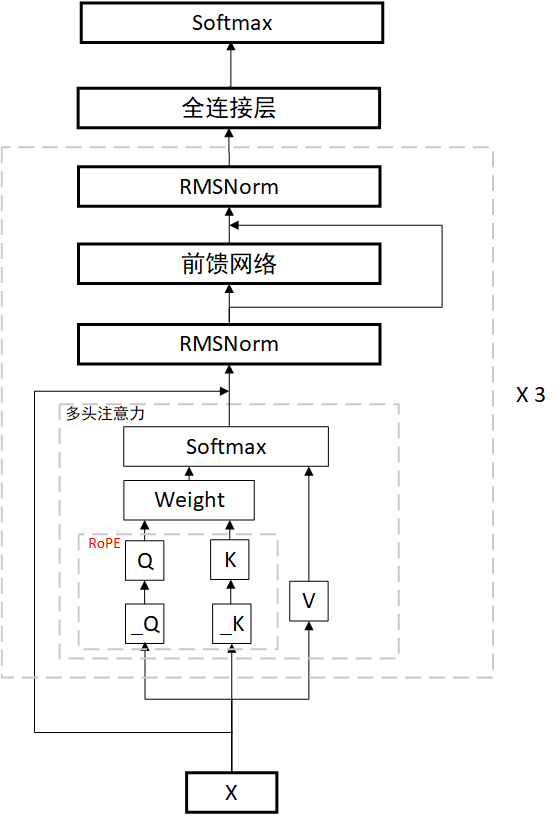 Softmax
全连接层
RMSNorm
前馈网络
RMSNorm
X 3
多头注意力
Softmax
Weight
RoPE
Q
K
V
_Q
_K
X